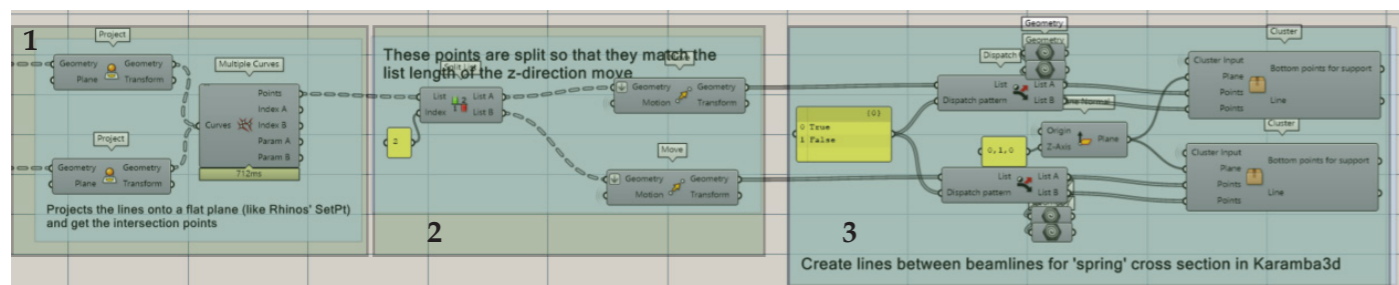 1
Project
Geometry Geometry
Plane Transform
Multiple Curves
Points
Index A
Curves Index B
Param A
Param B
712ms
Project
Geometry Geometry
Plane Transform
Projects the lines onto a flat plane (like Rhinos' SetPt)
and get the intersection points
These points are split so that they match the
list length of the z-direction move
Split List
List List A
Index List B
2
Geometry Geometry
Motion Transform
Move
Geometry Geometry
Motion Transform
2
Geometry
Geometry
Dispatch
List List A
Dispatch pattern List B
{0}
0 True
1 False
Normal
Origin
Z-Axis Plane
0,1,0
List List A
Dispatch pattern List B
Cluster
Cluster Input
Plane Bottom points for support
Points
Points Line
Cluster
Cluster Input
Plane Bottom points for support
Points
Points Line
3
Create lines between beamlines for 'spring' cross section in Karamba3d